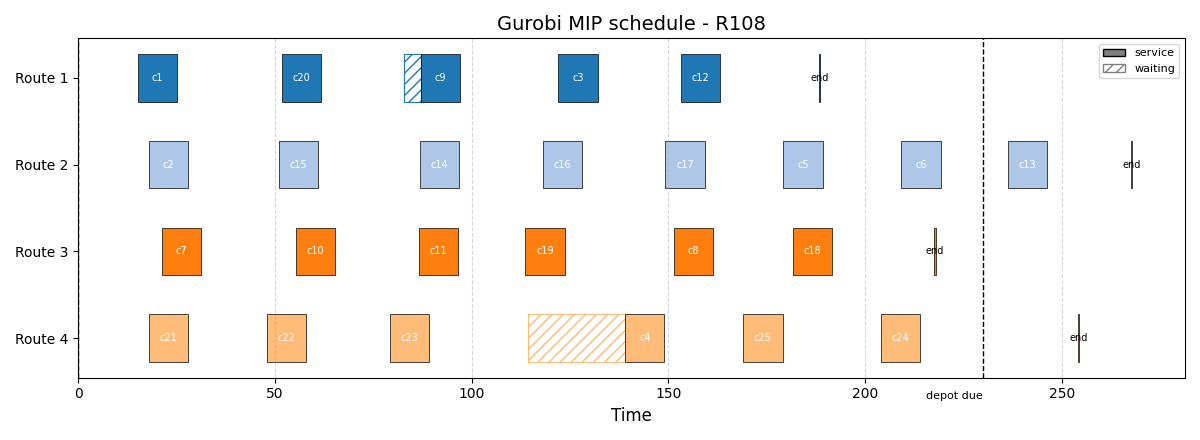 Gurobi MIP schedule - R108
service
waiting
Route 1
c1
c20
c9
c3
c12
end
Route 2
c2
c15
c14
c16
c17
c5
c6
c13
end
Route 3
c7
c10
c11
c19
c8
c18
end
Route 4
c21
c22
c23
c4
c25
c24
end
0
50
100
150
200
250
depot due
Time